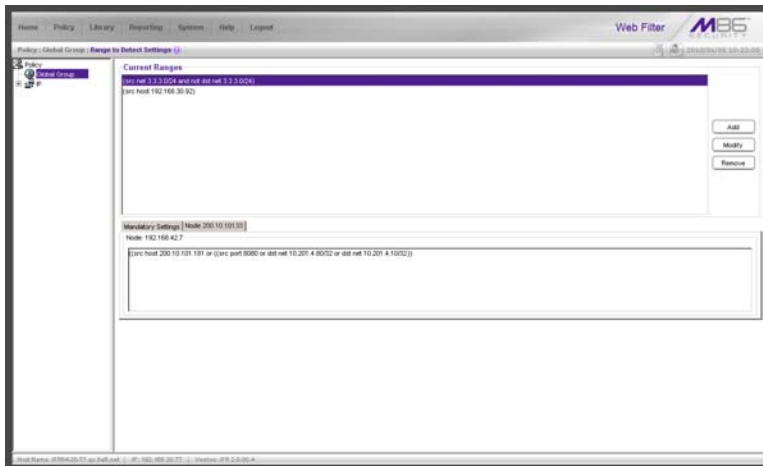 Home Policy Library Reporting System Help Logout
Web Filter
M86 SECURITY
Policy : Global Group : Range to Detect Settings
Policy
Global Group
IP
Current Ranges
(src net 3.3.3.0/24 and not dst net 3.3.3.0/24)
(src host 192.168.30.92)
Add
Modify
Remove
Mandatory Settings Node 200.10.101.33
Node: 192.168.42.7
((src host 200.10.101.181 or ((src port 8080 or dst net 10.201.4.80/32 or dst net 10.201.4.10/32))